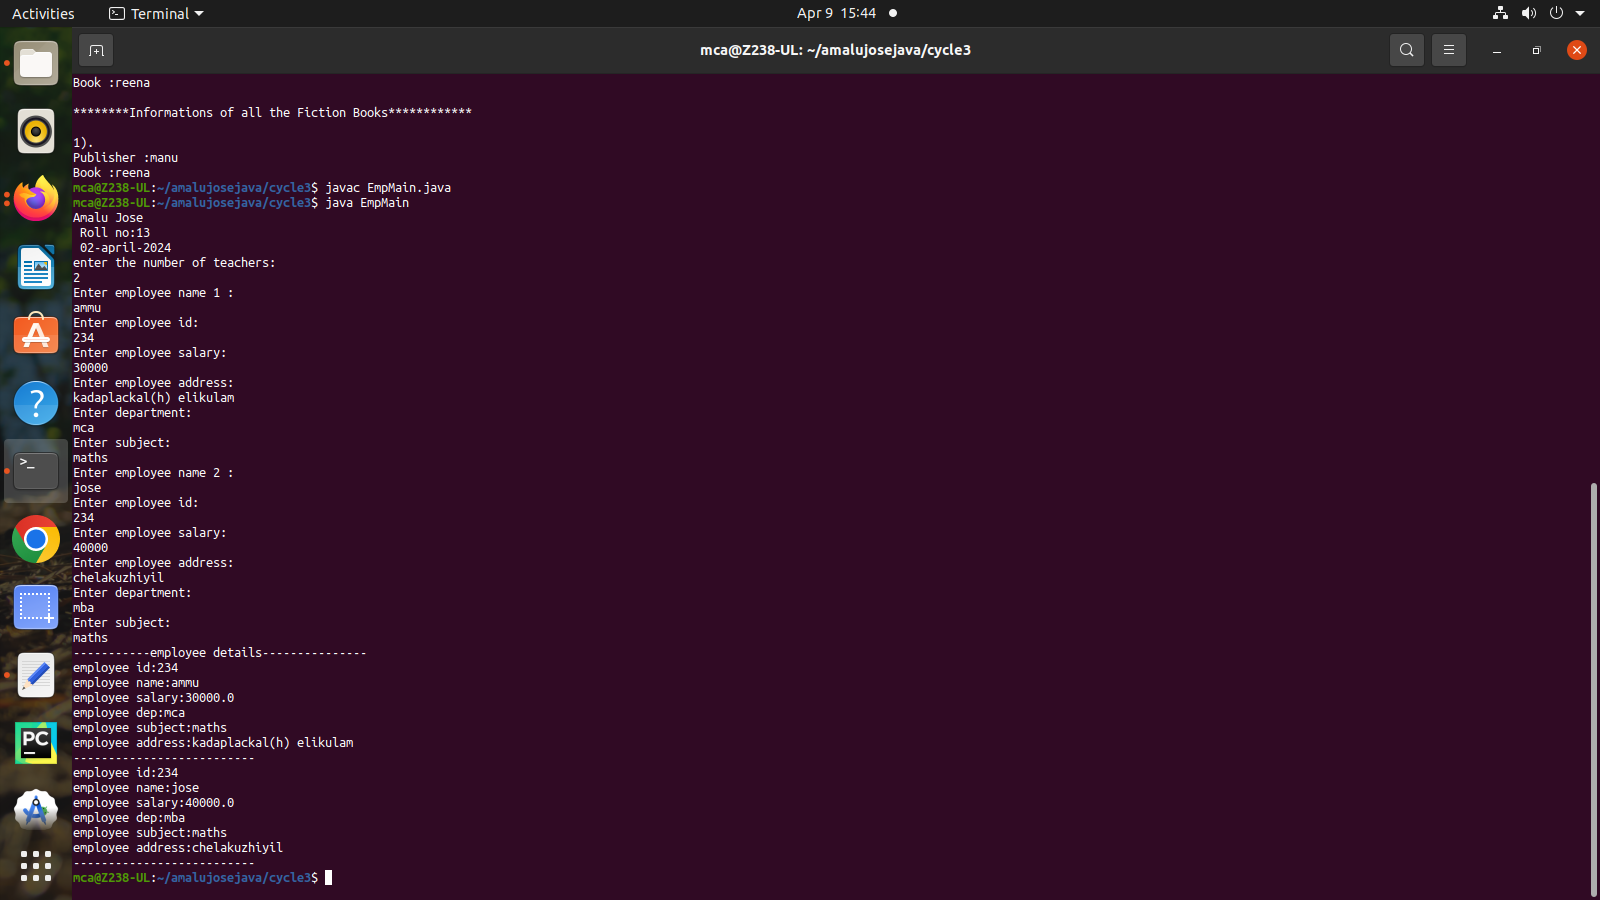 Activities
Terminal
Apr 9 15:44
mca@Z238-UL: ~/amalujosejava/cycle3
Book :reena
********Informations of all the Fiction Books************
1).
Publisher :manu
Book :reena
mca@Z238-UL:~/amalujosejava/cycle3$ javac EmpMain.java
mca@Z238-UL:~/amalujosejava/cycle3$ java EmpMain
Amalu Jose
Roll no:13
02-april-2024
enter the number of teachers:
2
Enter employee name 1 :
ammu
Enter employee id:
234
Enter employee salary:
30000
Enter employee address:
kadaplackal(h) elikulam
Enter department:
mca
Enter subject:
maths
Enter employee name 2 :
jose
Enter employee id:
234
Enter employee salary:
40000
Enter employee address:
chelakuzhiyil
Enter department:
mba
Enter subject:
maths
-----------employee details---------------
employee id:234
employee name:ammu
employee salary:30000.0
employee dep:mca
employee subject:maths
employee address:kadaplackal(h) elikulam
--------------------------
employee id:234
employee name:jose
employee salary:40000.0
employee dep:mba
employee subject:maths
employee address:chelakuzhiyil
--------------------------
mca@Z238-UL:~/amalujosejava/cycle3$
>_
PC